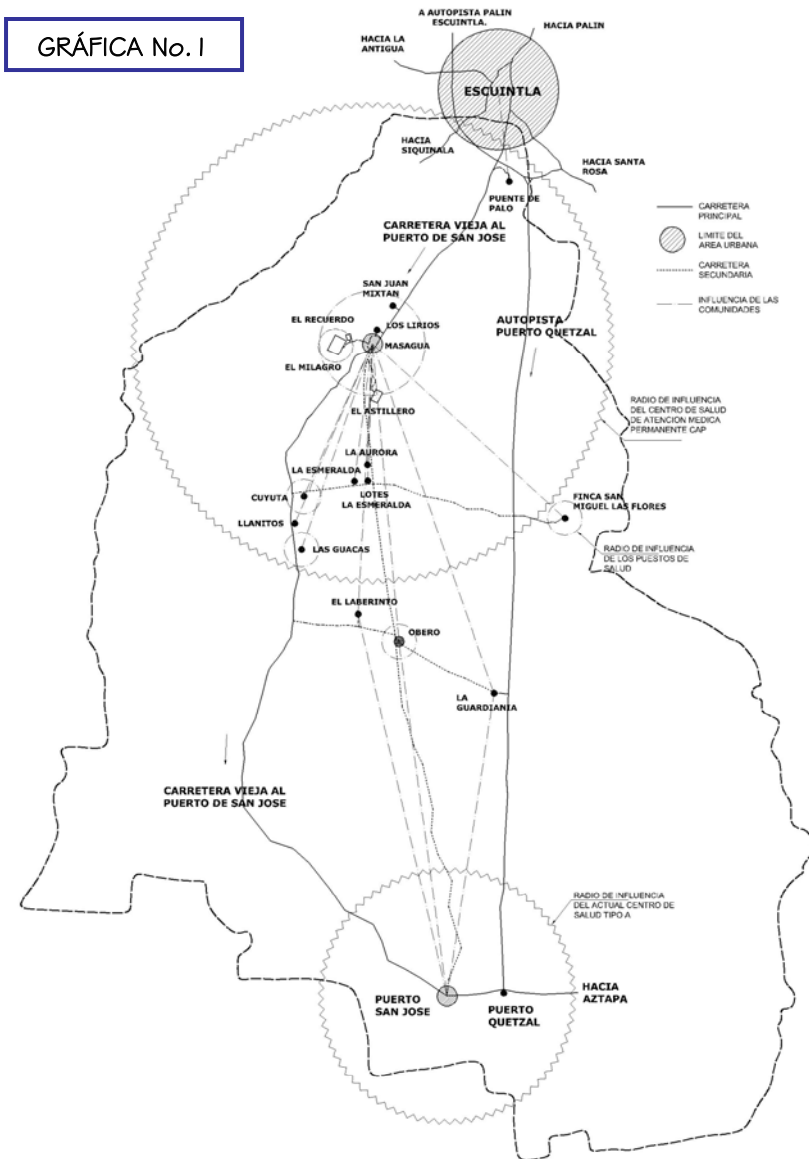 GRÁFICA No. 1
A AUTOPISTA PALIN
ESCUINTLA.
HACIA PALIN
HACIA LA
ANTIGUA
ESCUINTLA
HACIA
SIQUINALA
HACIA SANTA
ROSA
PUENTE DE
PALO
CARRETERA
PRINCIPAL
LIMITE DEL
AREA URBANA
CARRETERA
SECUNDARIA
INFLUENCIA DE LAS
COMUNIDADES
CARRETERA VIEJA AL
PUERTO DE SAN JOSE
SAN JUAN
MIXTAN
EL RECUERDO
LOS LIRIOS
MASAGUA
AUTOPISTA
PUERTO QUETZAL
EL MILAGRO
EL ASTILLERO
RADIO DE INFLUENCIA
DEL CENTRO DE SALUD
DE ATENCION MEDICA
PERMANENTE CAP
LA AURORA
LA ESMERALDA
CUYUTA
LOTES
LA ESMERALDA
FINCA SAN
MIGUEL LAS FLORES
LLANITOS
LAS GUACAS
RADIO DE INFLUENCIA
DE LOS PUESTOS DE
SALUD
EL LABERINTO
OBERO
LA
GUARDIANIA
CARRETERA VIEJA AL
PUERTO DE SAN JOSE
RADIO DE INFLUENCIA
DEL ACTUAL CENTRO DE
SALUD TIPO A
PUERTO
SAN JOSE
PUERTO
QUETZAL
HACIA
AZTAPA